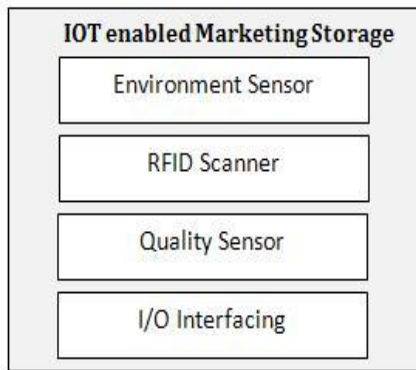 IOT enabled Marketing Storage
Environment Sensor
RFID Scanner
Quality Sensor
I/O Interfacing